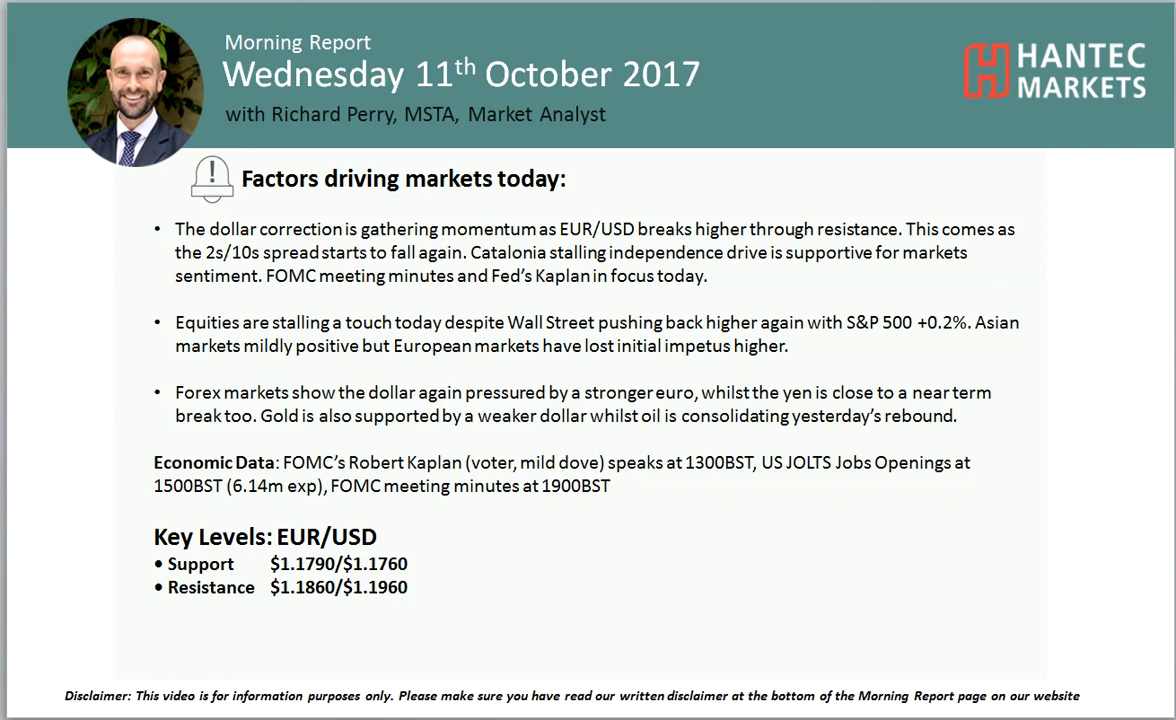 Morning Report
Wednesday 11th October 2017
with Richard Perry, MSTA, Market Analyst
HANTEC
MARKETS
! Factors driving markets today:
• The dollar correction is gathering momentum as EUR/USD breaks higher through resistance. This comes as
the 2s/10s spread starts to fall again. Catalonia stalling independence drive is supportive for markets
sentiment. FOMC meeting minutes and Fed's Kaplan in focus today.
• Equities are stalling a touch today despite Wall Street pushing back higher again with S&P 500 +0.2%. Asian
markets mildly positive but European markets have lost initial impetus higher.
• Forex markets show the dollar again pressured by a stronger euro, whilst the yen is close to a near term
break too. Gold is also supported by a weaker dollar whilst oil is consolidating yesterday's rebound.
Economic Data: FOMC's Robert Kaplan (voter, mild dove) speaks at 1300BST, US JOLTS Jobs Openings at
1500BST (6.14m exp), FOMC meeting minutes at 1900BST
Key Levels: EUR/USD
• Support $1.1790/$1.1760
• Resistance $1.1860/$1.1960
Disclaimer: This video is for information purposes only. Please make sure you have read our written disclaimer at the bottom of the Morning Report page on our website